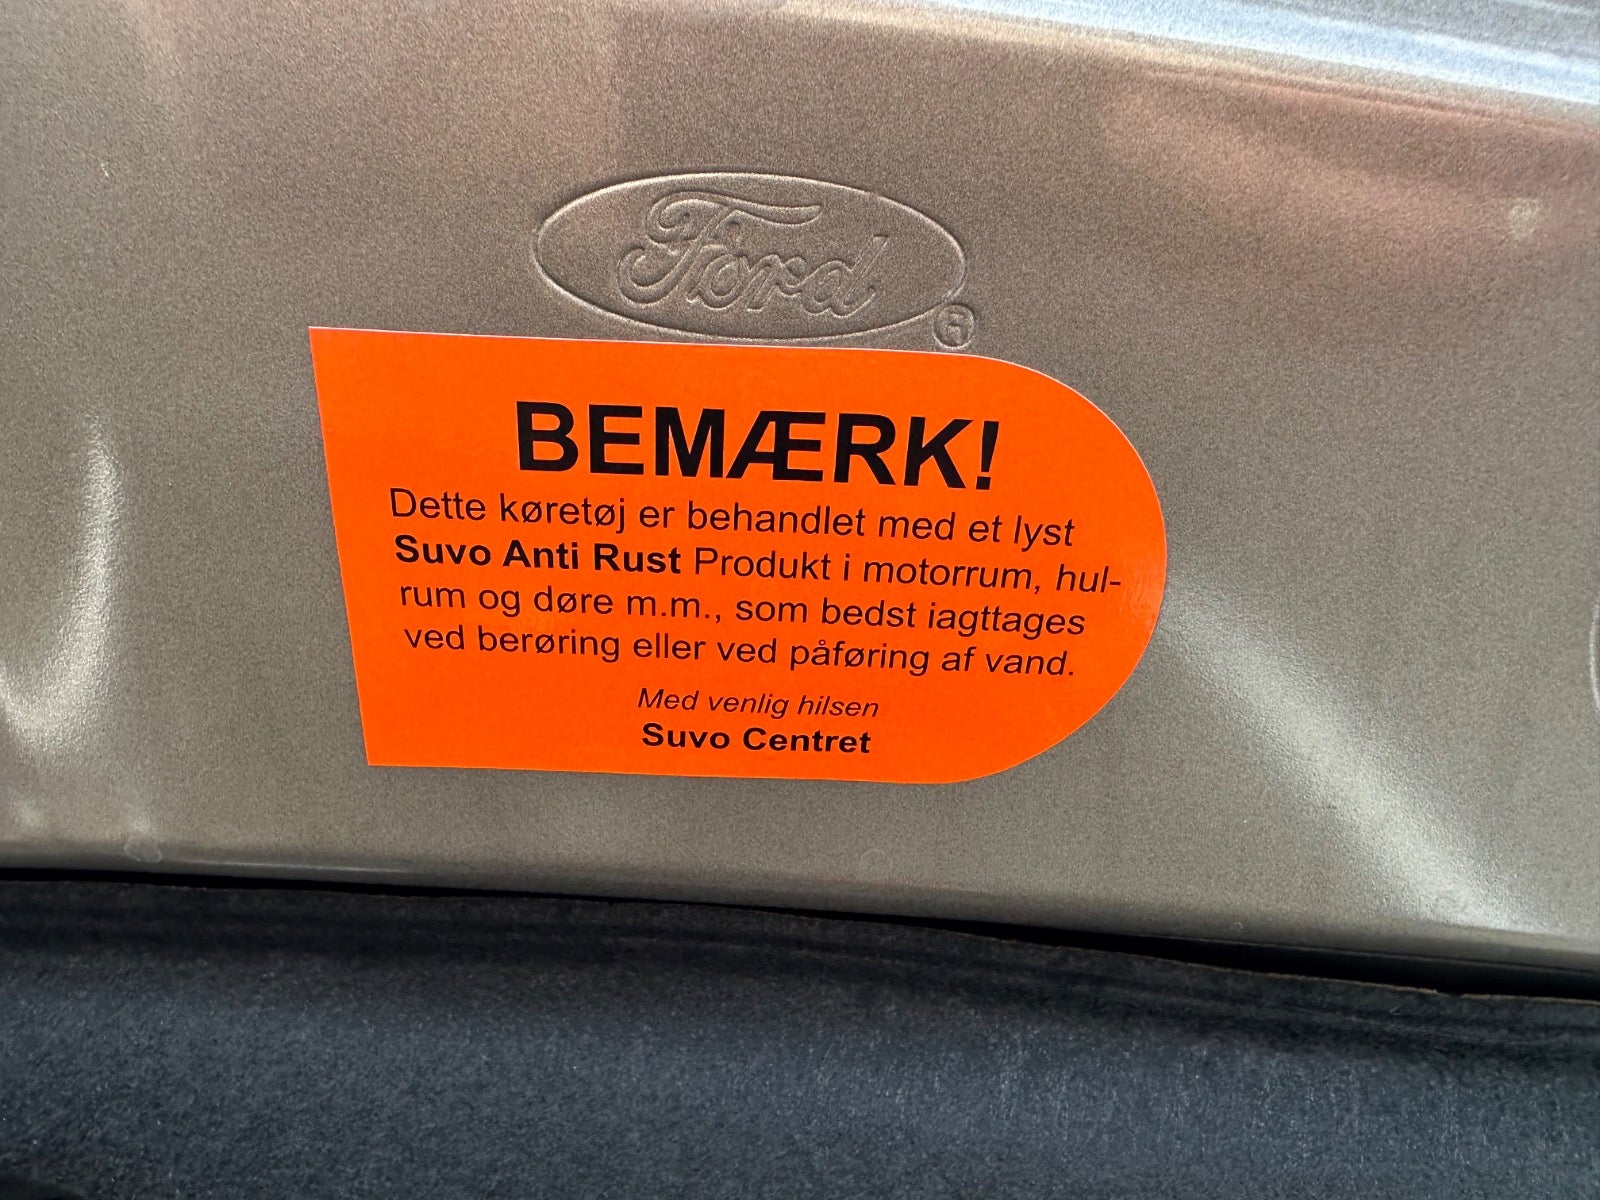 Ford
®
BEMÆRK!
Dette køretøj er behandlet med et lyst
Suvo Anti Rust Produkt i motorrum, hul-
rum og døre m.m., som bedst iagttages
ved berøring eller ved påføring af vand.
Med venlig hilsen
Suvo Centret